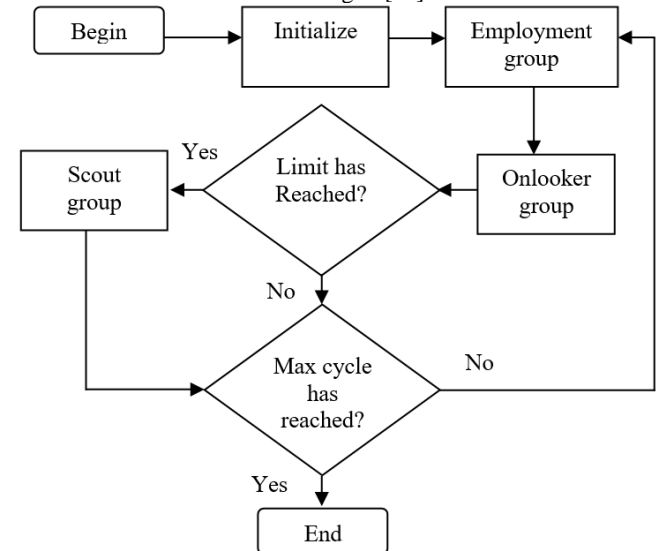 Begin
Initialize
Employment
group
Yes
Scout
group
Limit has
Reached?
Onlooker
group
No
Max cycle
has
reached?
No
Yes
End